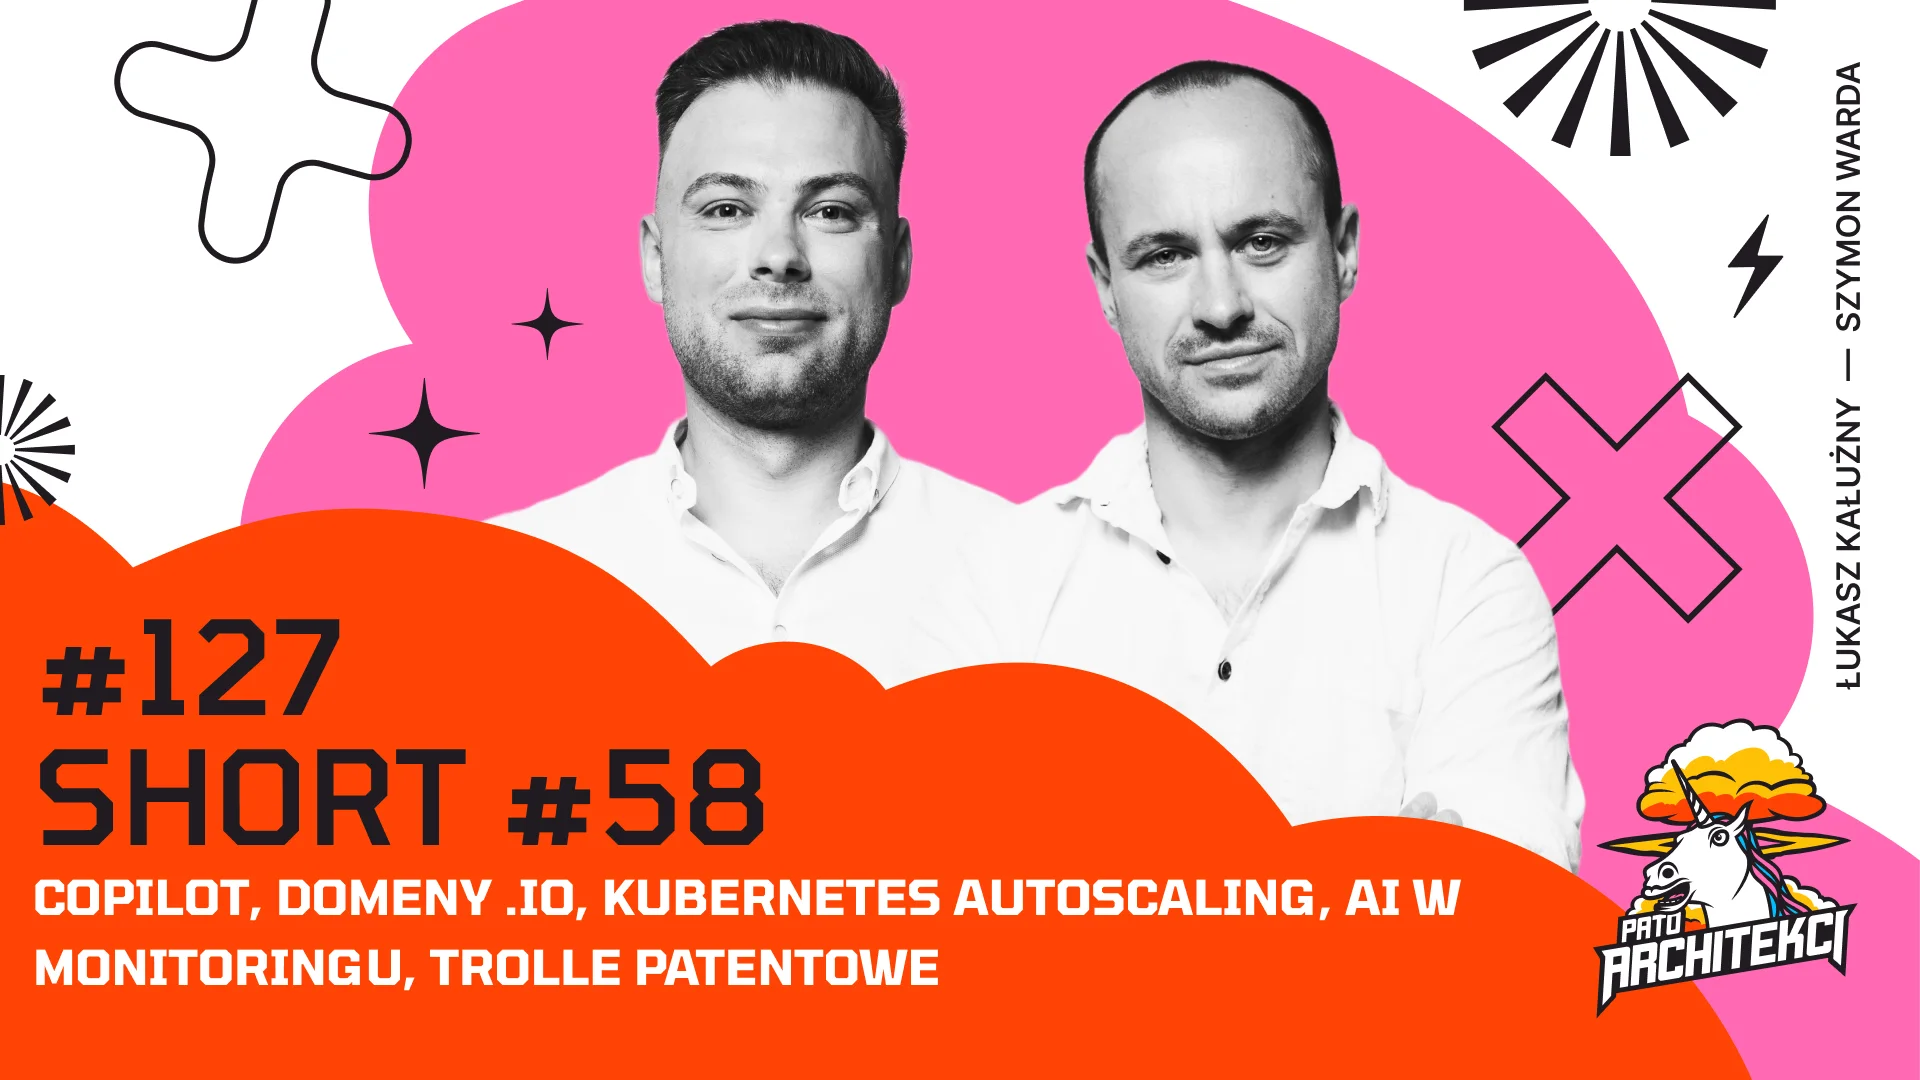 #127
SHORT #58
COPILOT, DOMENY .IO, KUBERNETES AUTOSCALING, AI W
MONITORINGU, TROLLE PATENTOWE
ŁUKASZ KAŁUŻNY — SZYMON WARDA
PATO
ARCHITEKCI